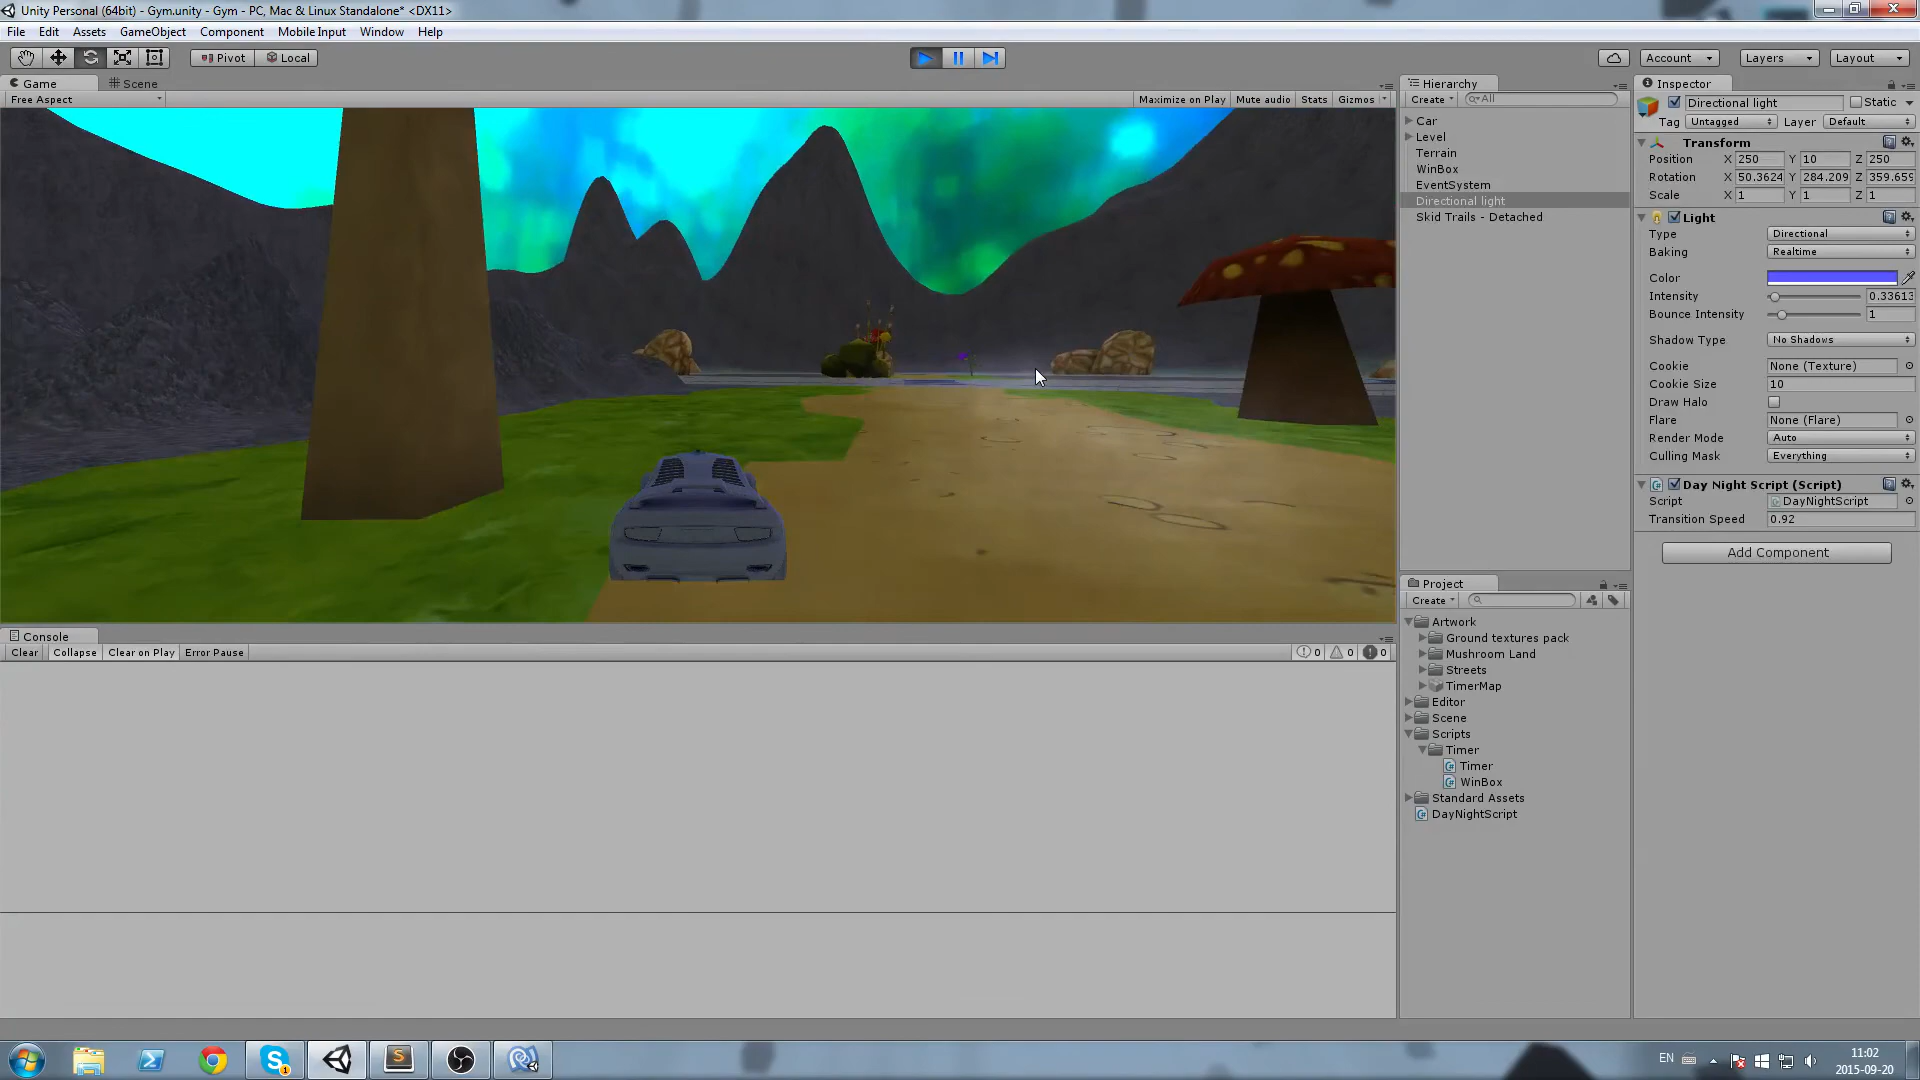 Unity Personal (64bit) - Gym.unity - Gym - PC, Mac & Linux Standalone* <DX11>
File Edit Assets GameObject Component Mobile Input Window Help
Pivot Local Account Layers Layout
Game Scene
Free Aspect Maximize on Play Mute audio Stats Gizmos
Hierarchy
Create All
Car
Level
Terrain
WinBox
EventSystem
Directional light
Skid Trails - Detached
Inspector
Directional light Static
Tag Untagged Layer Default
Transform
Position X 250 Y 10 Z 250
Rotation X 50.3624 Y 284.209 Z 359.659
Scale X 1 Y 1 Z 1
Light
Type Directional
Baking Realtime
Color
Intensity 0.33613
Bounce Intensity 1
Shadow Type No Shadows
Cookie None (Texture)
Cookie Size 10
Draw Halo
Flare None (Flare)
Render Mode Auto
Culling Mask Everything
Day Night Script (Script)
Script DayNightScript
Transition Speed 0.92
Add Component
Console
Clear Collapse Clear on Play Error Pause 0 0 0
Project
Create
Artwork
Ground textures pack
Mushroom Land
Streets
TimerMap
Editor
Scene
Scripts
Timer
Timer
WinBox
Standard Assets
DayNightScript
EN
11:02
2015-09-20